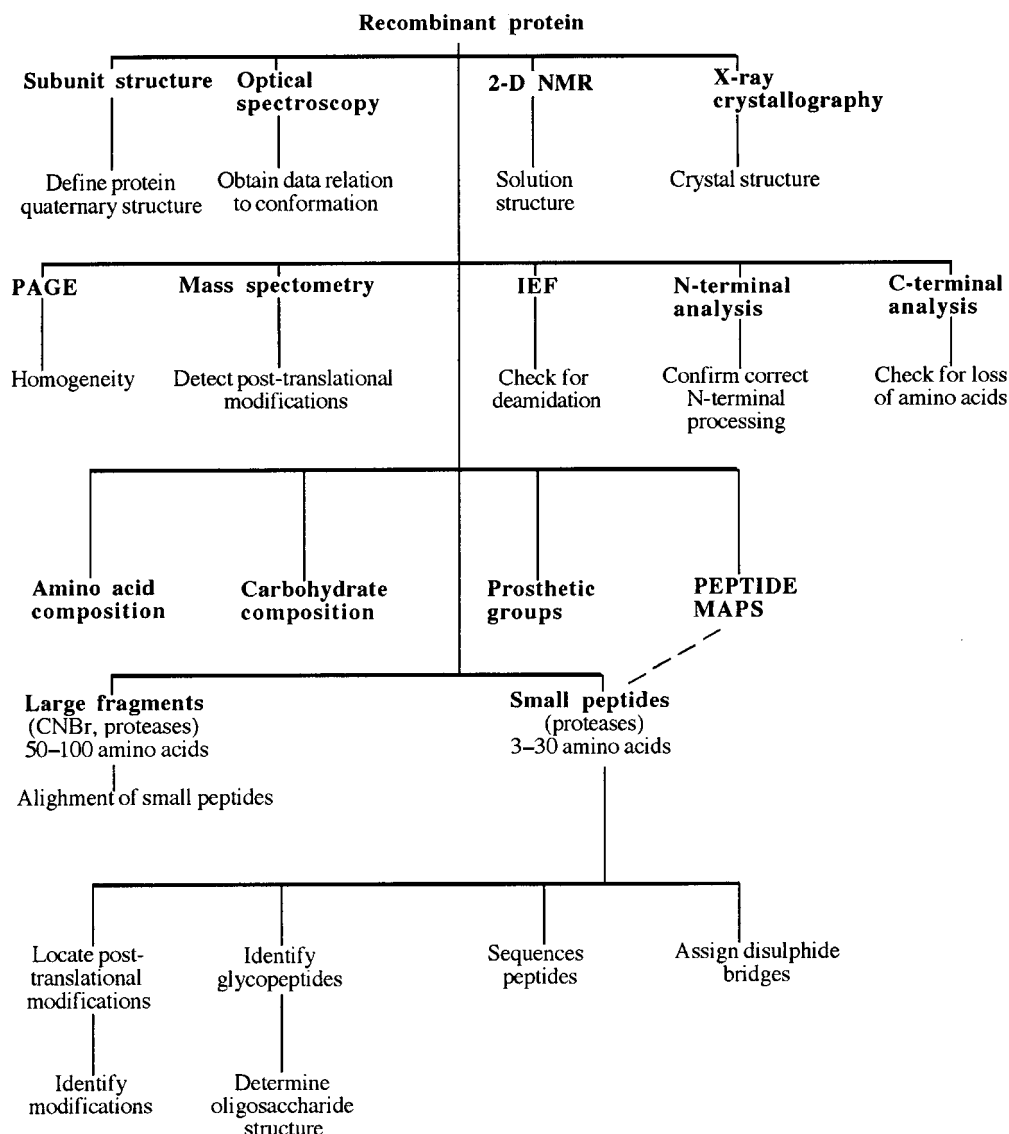 Recombinant protein
Subunit structure
Optical
spectroscopy
2-D NMR
X-ray
crystallography
Define protein
quaternary structure
Obtain data relation
to conformation
Solution
structure
Crystal structure
PAGE
Mass spectometry
IEF
N-terminal
analysis
C-terminal
analysis
Homogeneity
Detect post-translational
modifications
Check for
deamidation
Confirm correct
N-terminal
processing
Check for loss
of amino acids
Amino acid
composition
Carbohydrate
composition
Prosthetic
groups
PEPTIDE
MAPS
Large fragments
(CNBr, proteases)
50–100 amino acids
Small peptides
(proteases)
3–30 amino acids
Alighment of small peptides
Locate post-
translational
modifications
Identify
glycopeptides
Sequences
peptides
Assign disulphide
bridges
Identify
modifications
Determine
oligosaccharide
structure